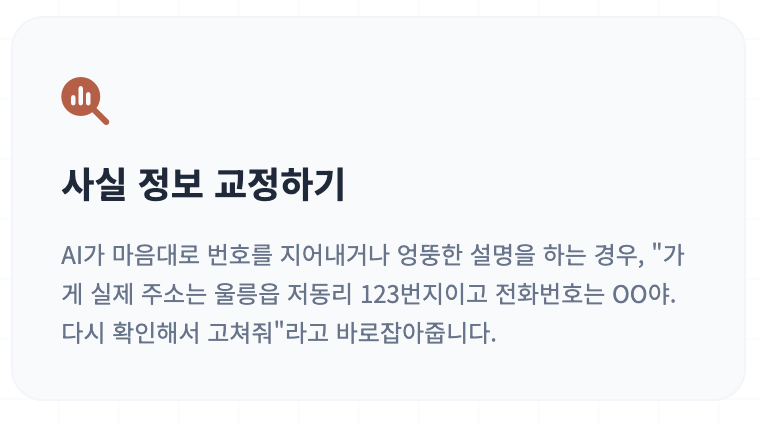 사실 정보 교정하기
AI가 마음대로 번호를 지어내거나 엉뚱한 설명을 하는 경우, "가
게 실제 주소는 울릉읍 저동리 123번지이고 전화번호는 OO야.
다시 확인해서 고쳐줘"라고 바로잡아줍니다.